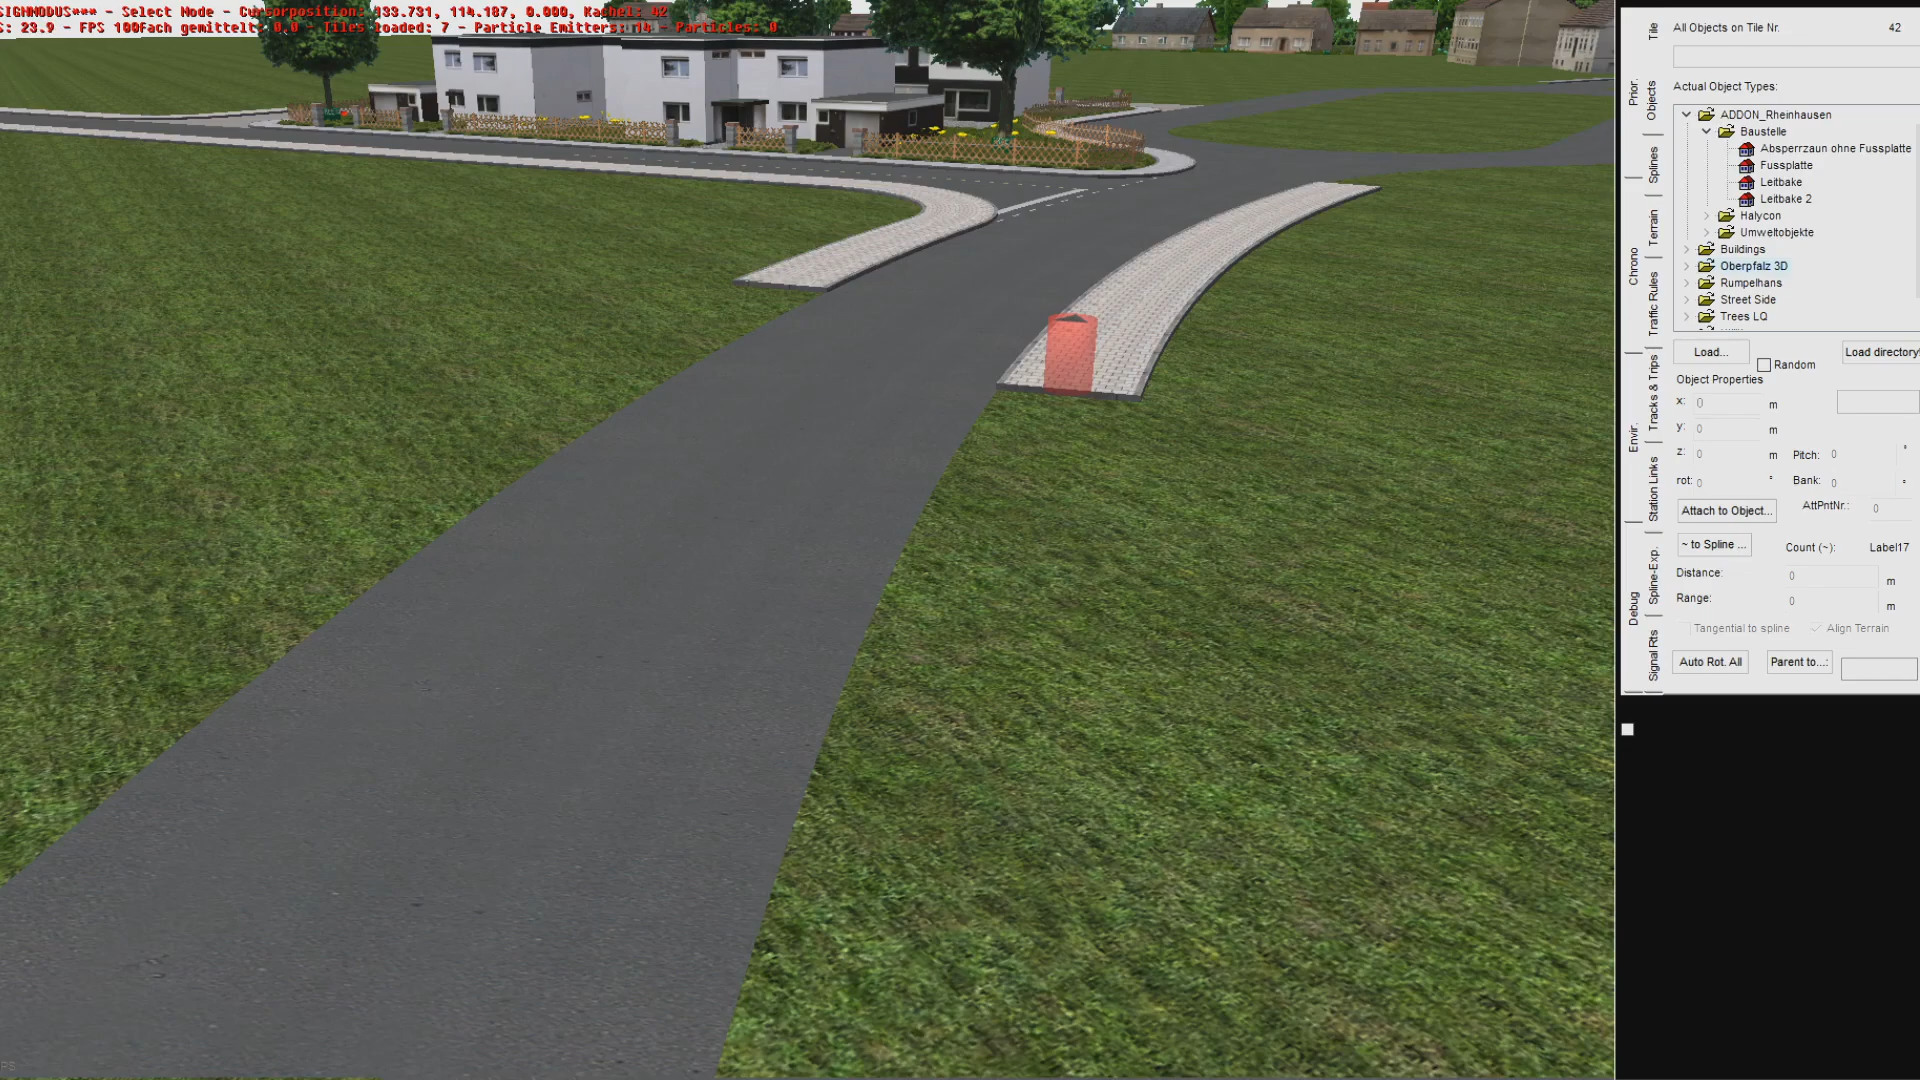 SIGNMODUS*** - Select Mode - Cursorposition: 433.731, 114.187, 0.000, Kachel: 42
S: 23.9 - FPS 100Fach gemittelt: 0.0 - Tiles loaded: 7 - Particle Emitters: 14 - Particles: 0
Tile
Objects
Splines
Terrain
Traffic Rules
Tracks & Trips
Station Links
Spline-Exp.
Signal Rts
Prior.
Chrono
Envir.
Debug
All Objects on Tile Nr. 42
Actual Object Types:
ADDON_Rheinhausen
Baustelle
Absperrzaun ohne Fussplatte
Fussplatte
Leitbake
Leitbake 2
Halycon
Umweltobjekte
Buildings
Oberpfalz 3D
Rumpelhans
Street Side
Trees LQ
Load... Random Load directory!
Object Properties
x: 0 m
y: 0 m
z: 0 m Pitch: 0 °
rot: 0 ° Bank: 0 °
Attach to Object... AttPntNr.: 0
~ to Spline ... Count (~): Label17
Distance: 0 m
Range: 0 m
Tangential to spline Align Terrain
Auto Rot. All Parent to...: